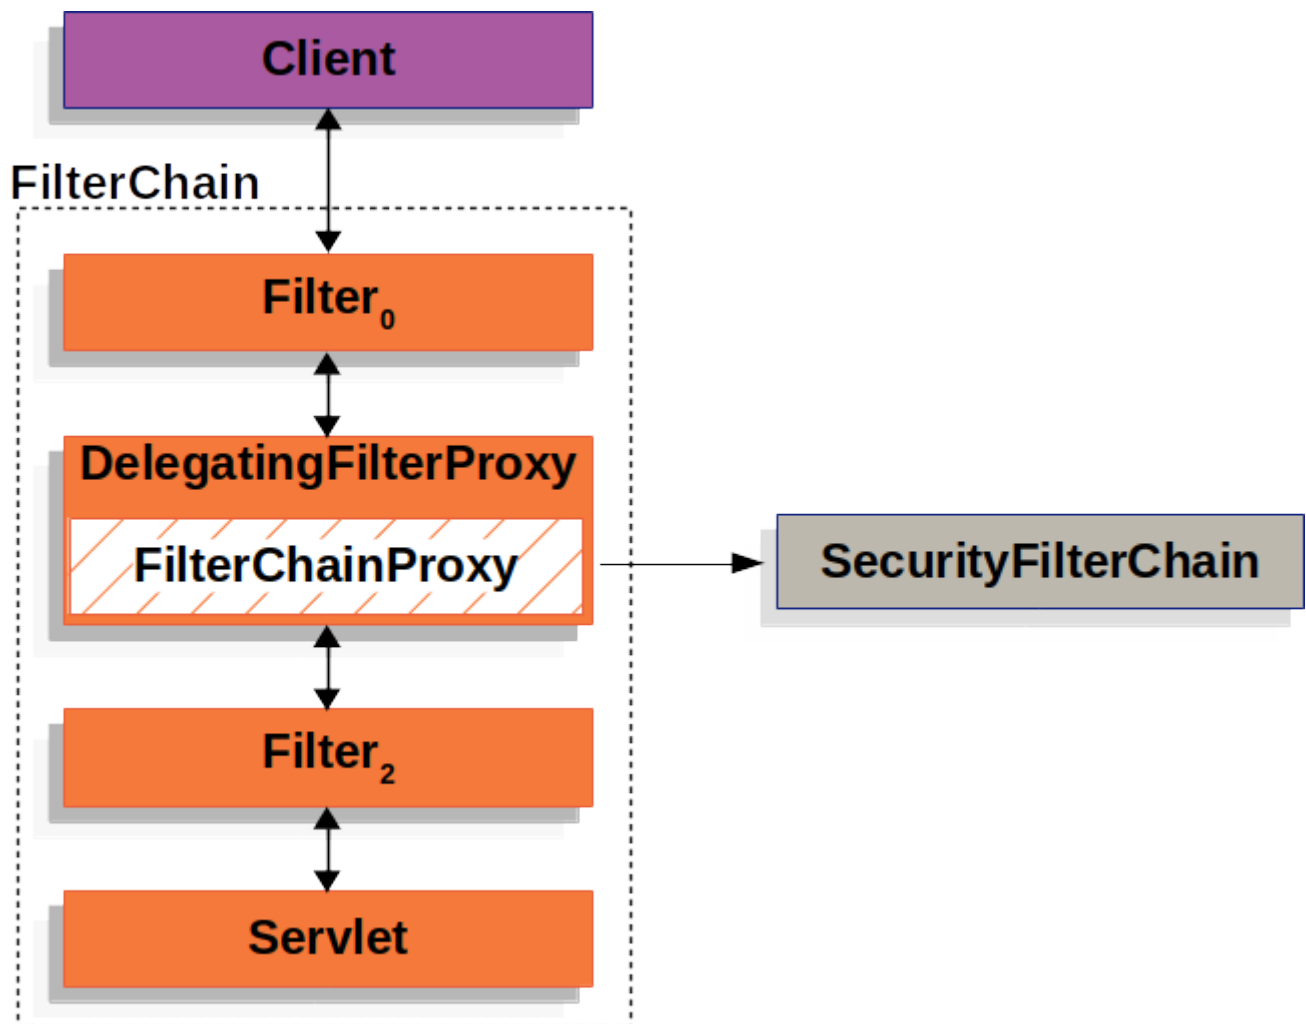 Client
FilterChain
Filter0
DelegatingFilterProxy
FilterChainProxy
SecurityFilterChain
Filter2
Servlet